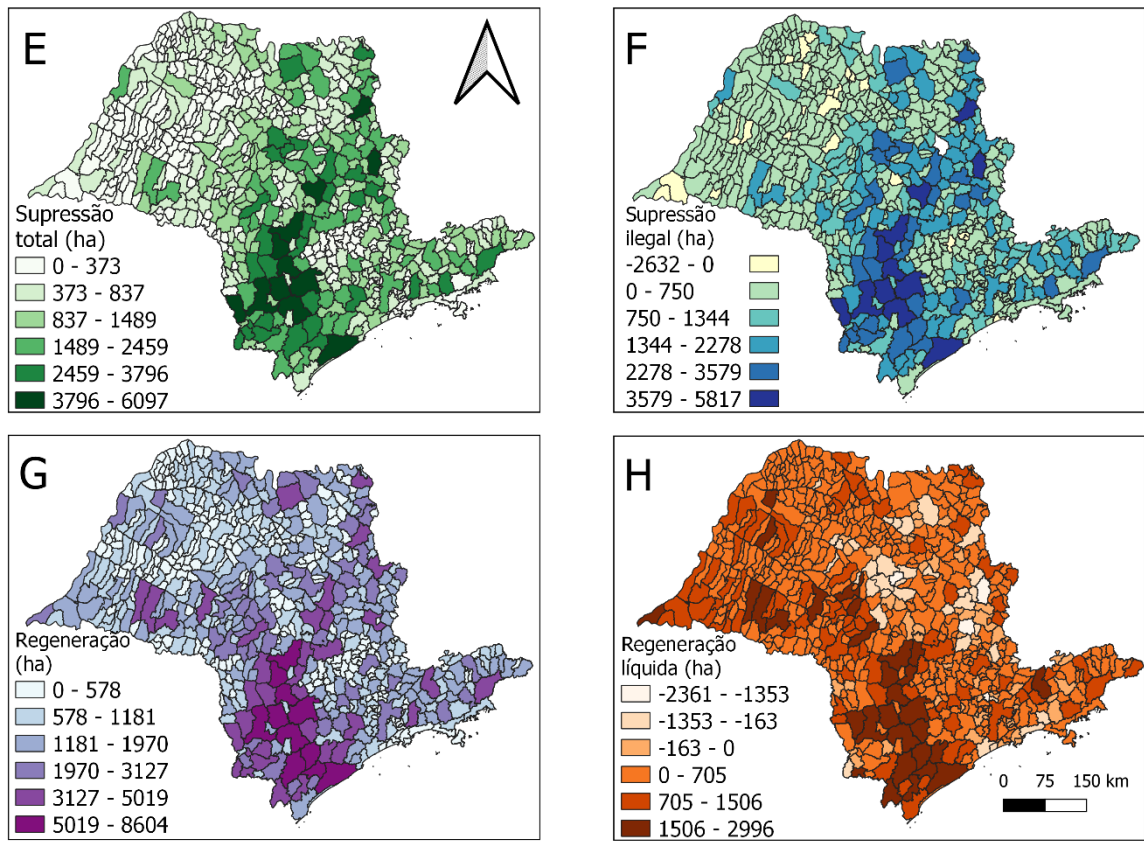 E
Supressão
total (ha)
0 - 373
373 - 837
837 - 1489
1489 - 2459
2459 - 3796
3796 - 6097
F
Supressão
ilegal (ha)
-2632 - 0
0 - 750
750 - 1344
1344 - 2278
2278 - 3579
3579 - 5817
G
Regeneração
(ha)
0 - 578
578 - 1181
1181 - 1970
1970 - 3127
3127 - 5019
5019 - 8604
H
Regeneração
líquida (ha)
-2361 - -1353
-1353 - -163
-163 - 0
0 - 705
705 - 1506
1506 - 2996
0 75 150 km